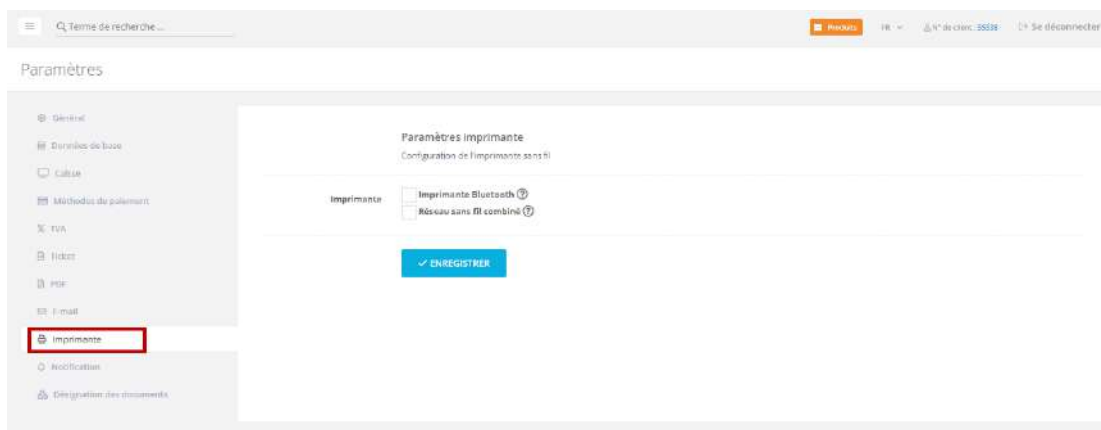 Terme de recherche ...
Produits FR N° de client: 55538 Se déconnecter
Paramètres
Général
Données de base
Caisse
Méthodes de paiement
TVA
Ticket
PDF
E-mail
Imprimante
Notification
Désignation des documents
Paramètres imprimante
Configuration de l'imprimante sans fil
Imprimante
Imprimante Bluetooth
Réseau sans fil combiné
ENREGISTRER